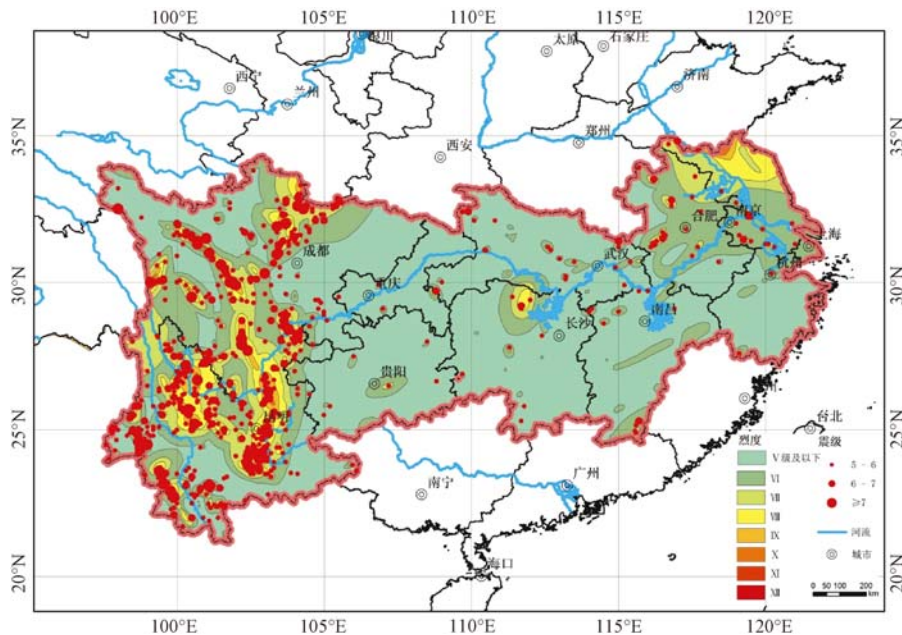 100°E
105°E
110°E
115°E
120°E
太原
石家庄
银川
西宁
济南
兰州
35°N
35°N
西安
郑州
合肥
南京
上海
成都
武汉
杭州
30°N
30°N
重庆
南昌
长沙
贵阳
昆明
25°N
25°N
台北
烈度
震级
V级及以下
5 - 6
VI
6 - 7
VII
≥7
VIII
IX
河流
X
城市
XI
XII
0 50 100 200
km
广州
南宁
海口
20°N
20°N
100°E
105°E
110°E
115°E
120°E